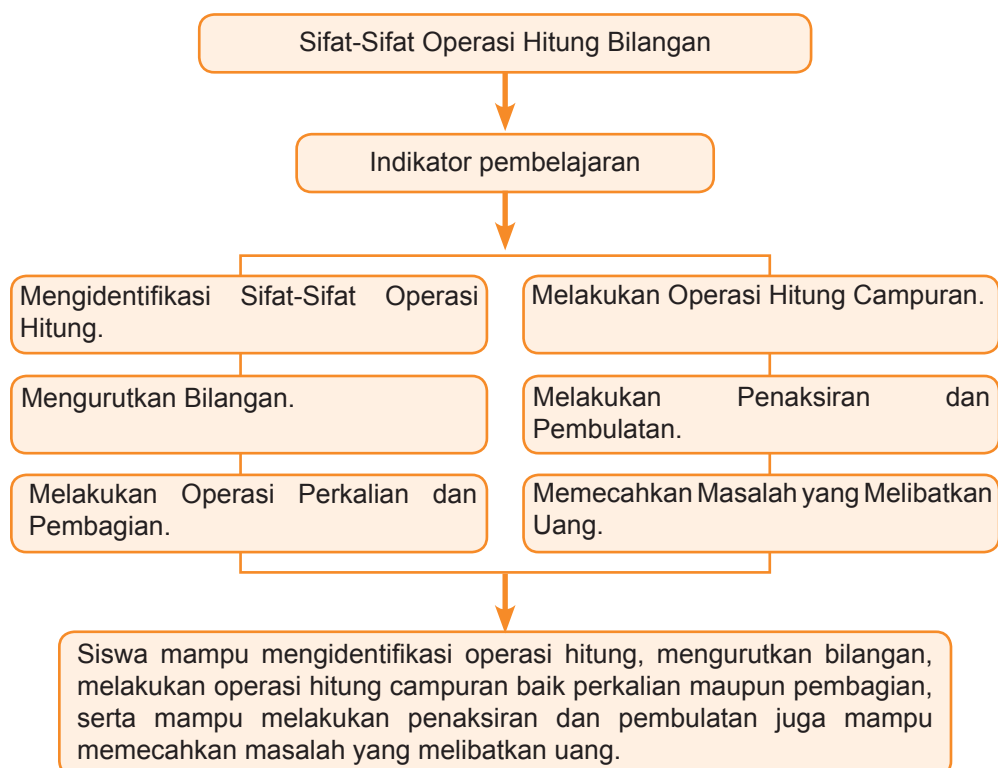 Sifat-Sifat Operasi Hitung Bilangan
Indikator pembelajaran
Mengidentifikasi Sifat-Sifat Operasi
Hitung.
Mengurutkan Bilangan.
Melakukan Operasi Perkalian dan
Pembagian.
Melakukan Operasi Hitung Campuran.
Melakukan Penaksiran dan
Pembulatan.
Memecahkan Masalah yang Melibatkan
Uang.
Siswa mampu mengidentifikasi operasi hitung, mengurutkan bilangan,
melakukan operasi hitung campuran baik perkalian maupun pembagian,
serta mampu melakukan penaksiran dan pembulatan juga mampu
memecahkan masalah yang melibatkan uang.